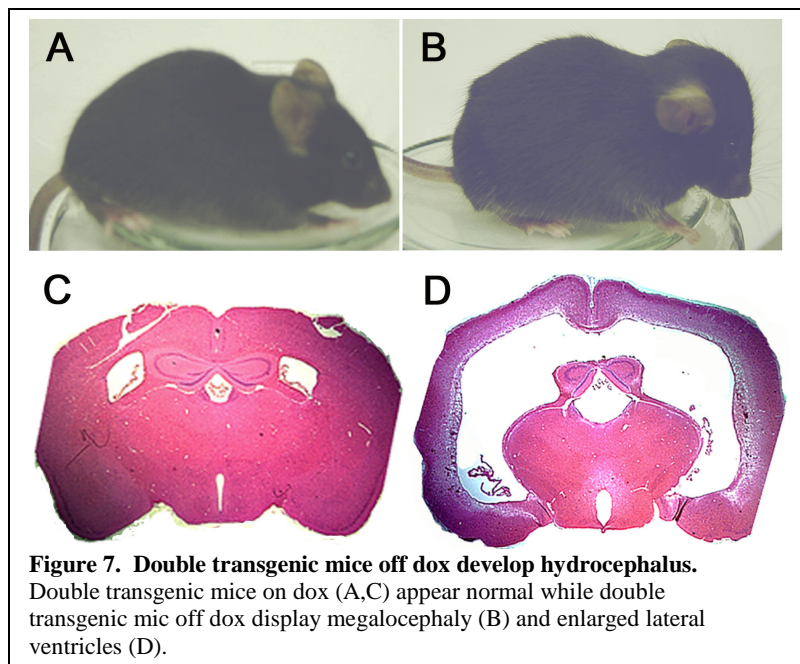 A
B
C
D
Figure 7. Double transgenic mice off dox develop hydrocephalus.
Double transgenic mice on dox (A,C) appear normal while double
transgenic mic off dox display megalocephaly (B) and enlarged lateral
ventricles (D).